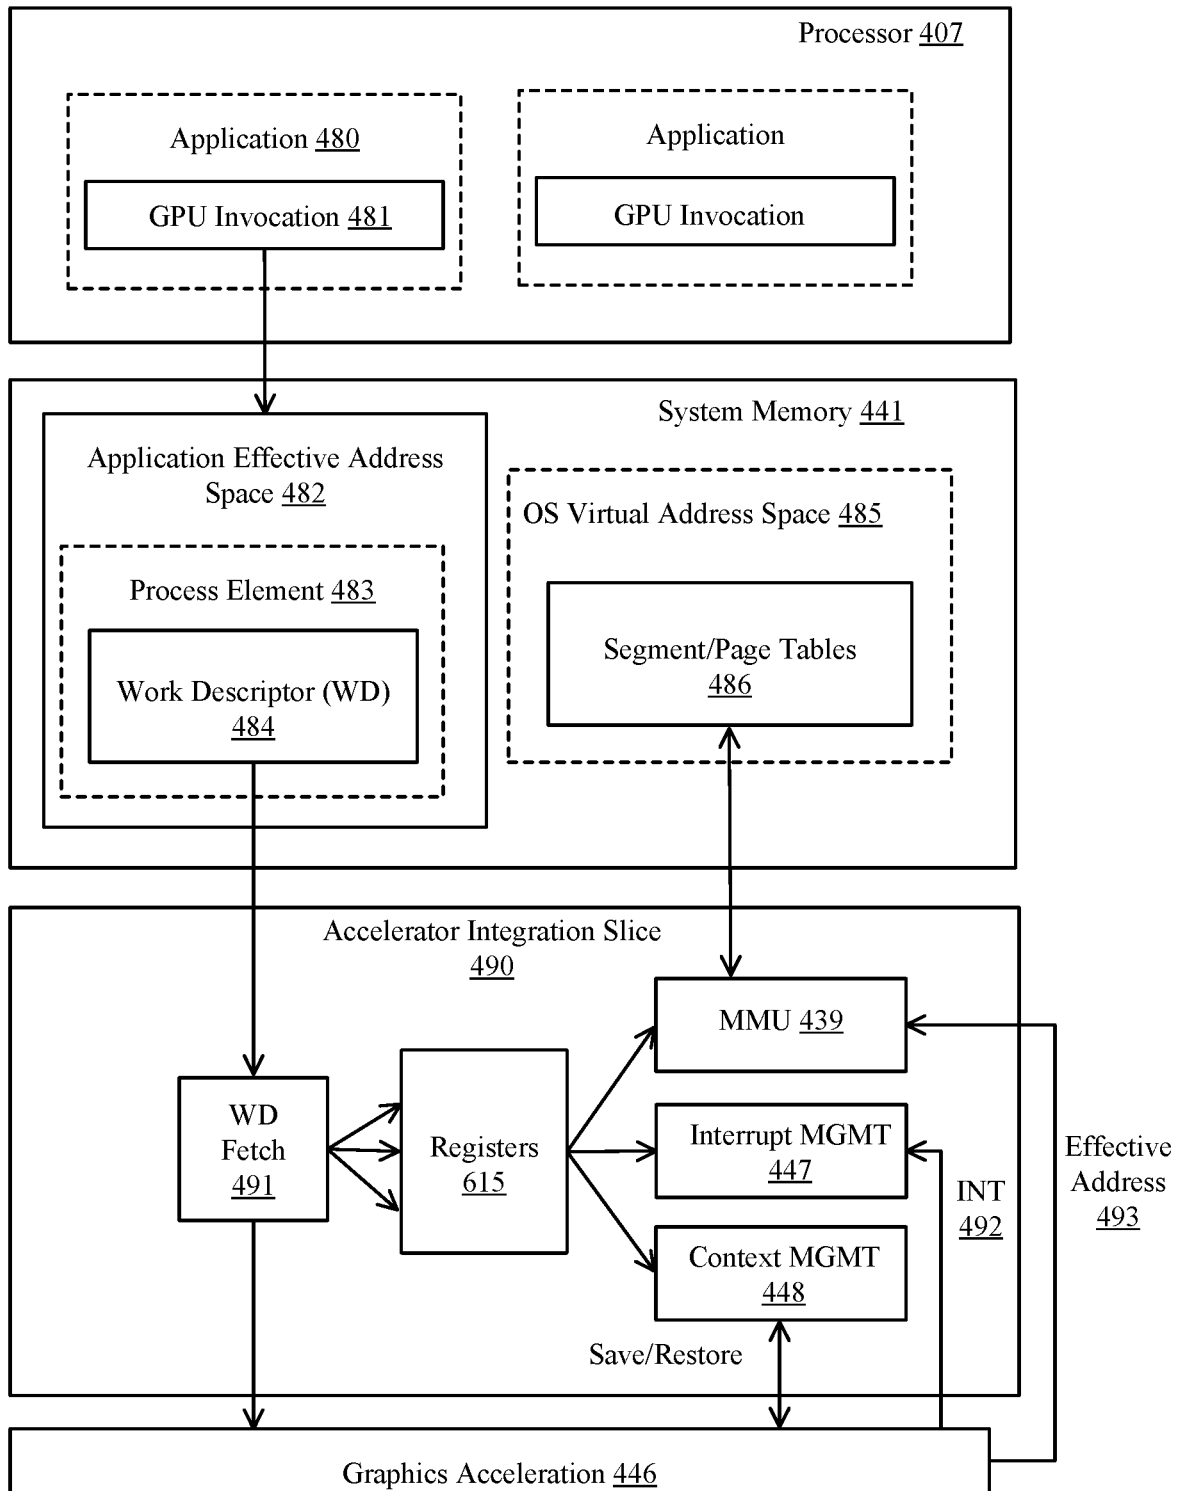 Processor 407
Application 480
GPU Invocation 481
Application
GPU Invocation
System Memory 441
Application Effective Address
Space 482
Process Element 483
Work Descriptor (WD)
484
OS Virtual Address Space 485
Segment/Page Tables
486
Accelerator Integration Slice
490
WD
Fetch
491
Registers
615
MMU 439
Interrupt MGMT
447
Context MGMT
448
Save/Restore
INT
492
Effective
Address
493
Graphics Acceleration 446